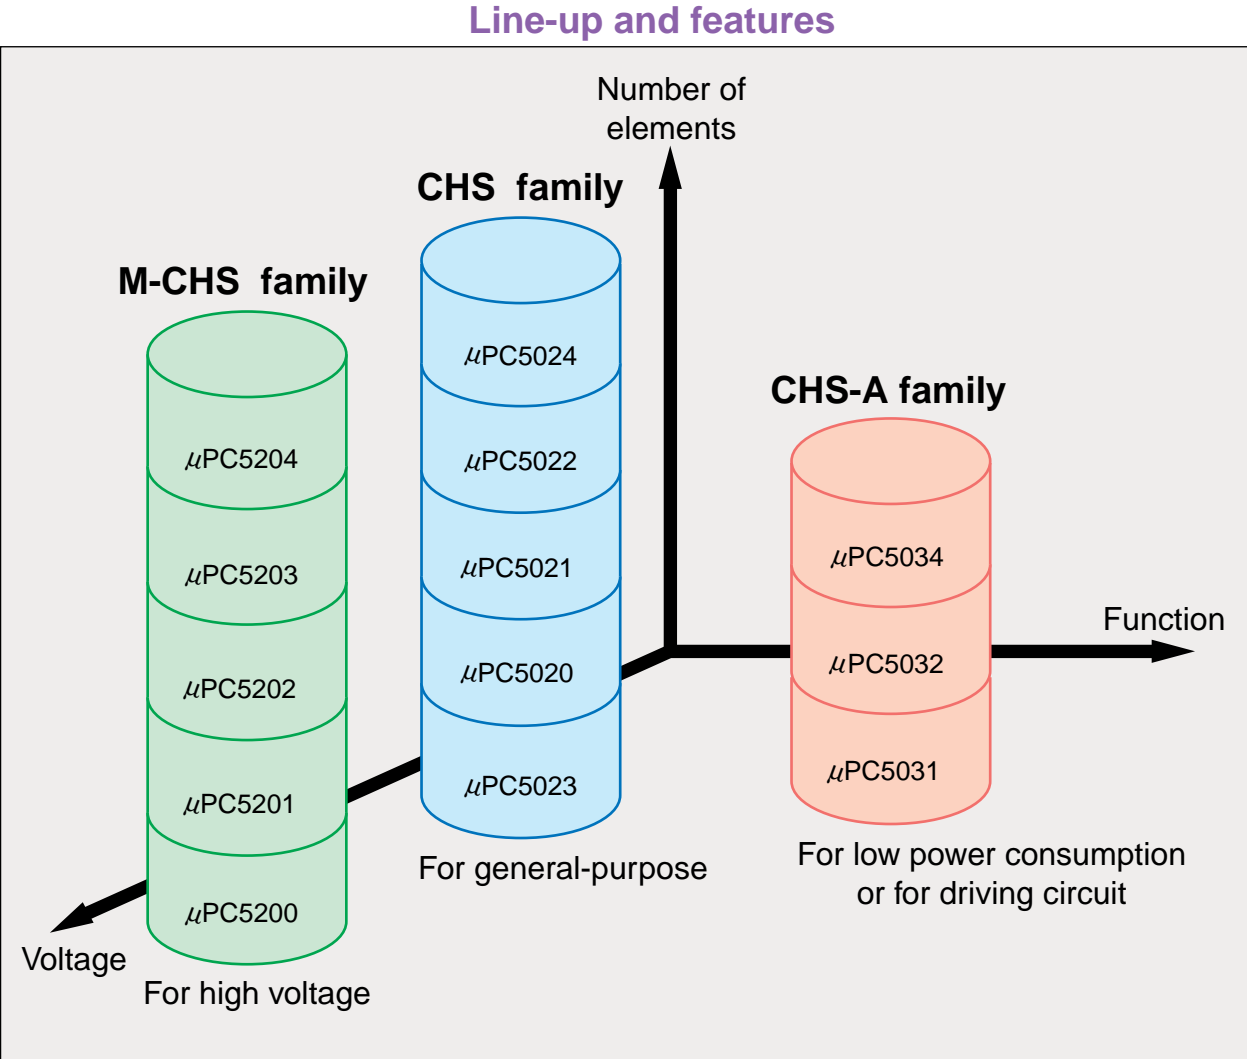 Line-up and features
Number of
elements
CHS family
M-CHS family
CHS-A family
μPC5204
μPC5203
μPC5202
μPC5201
μPC5200
μPC5024
μPC5022
μPC5021
μPC5020
μPC5023
μPC5034
μPC5032
μPC5031
Function
For general-purpose
For low power consumption
or for driving circuit
Voltage
For high voltage